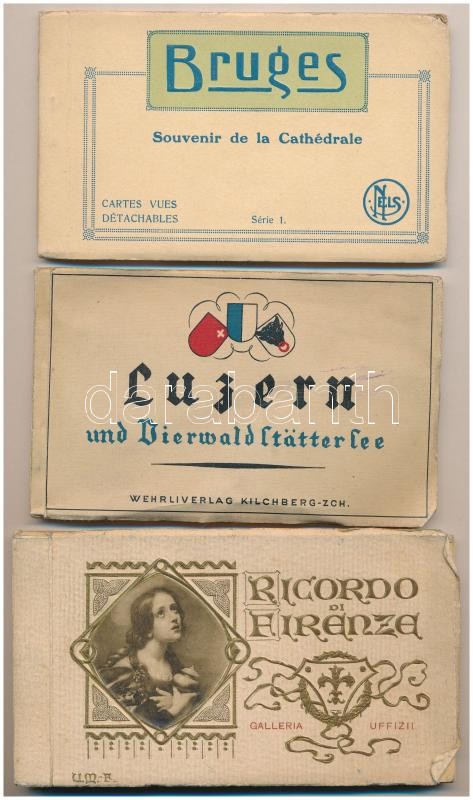 Bruges
Souvenir de la Cathédrale
CARTES VUES
DÉTACHABLES
Série 1.
NELS
Luzern
und Vierwaldstättersee
darabanth
WEHRLIVERLAG KILCHBERG-ZCH.
RICORDO
DI
FIRENZE
GALLERIA UFFIZII
U.M.-F.